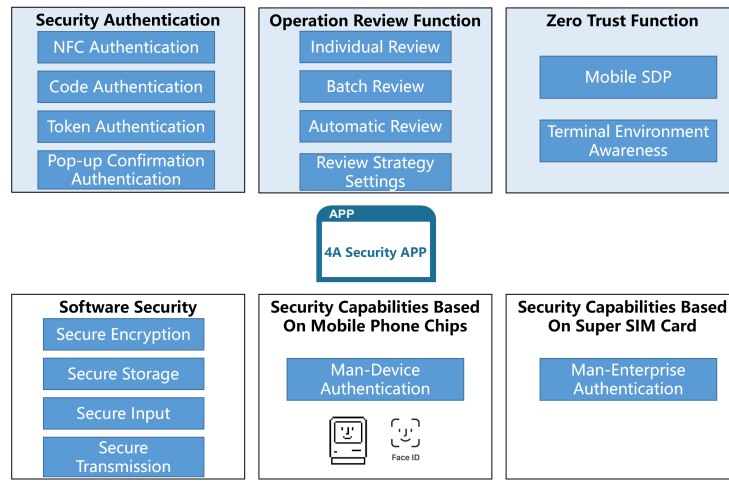 Security Authentication
NFC Authentication
Code Authentication
Token Authentication
Pop-up Confirmation
Authentication
Operation Review Function
Individual Review
Batch Review
Automatic Review
Review Strategy
Settings
Zero Trust Function
Mobile SDP
Terminal Environment
Awareness
APP
4A Security APP
Software Security
Secure Encryption
Secure Storage
Secure Input
Secure
Transmission
Security Capabilities Based
On Mobile Phone Chips
Man-Device
Authentication
Face ID
Security Capabilities Based
On Super SIM Card
Man-Enterprise
Authentication